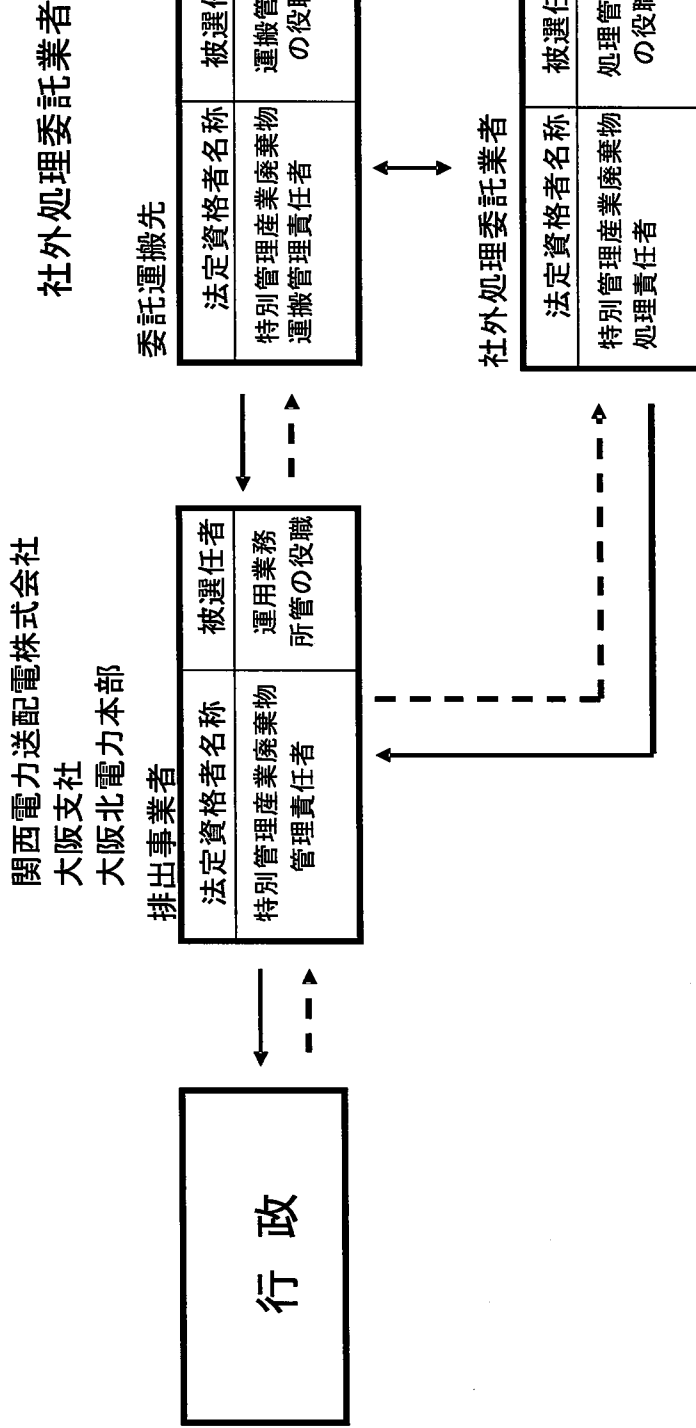 社外処理委託業者
関西電力送配電株式会社
大阪支社
大阪北電力本部
排出事業者
法定資格者名称
被選任者
特別管理産業廃棄物
管理責任者
運用業務
所管の役職
行 政
委託運搬先
法定資格者名称
被選任
特別管理産業廃棄物
運搬管理責任者
運搬管
の役職
社外処理委託業者
法定資格者名称
被選任
特別管理産業廃棄物
処理責任者
処理管
の役職